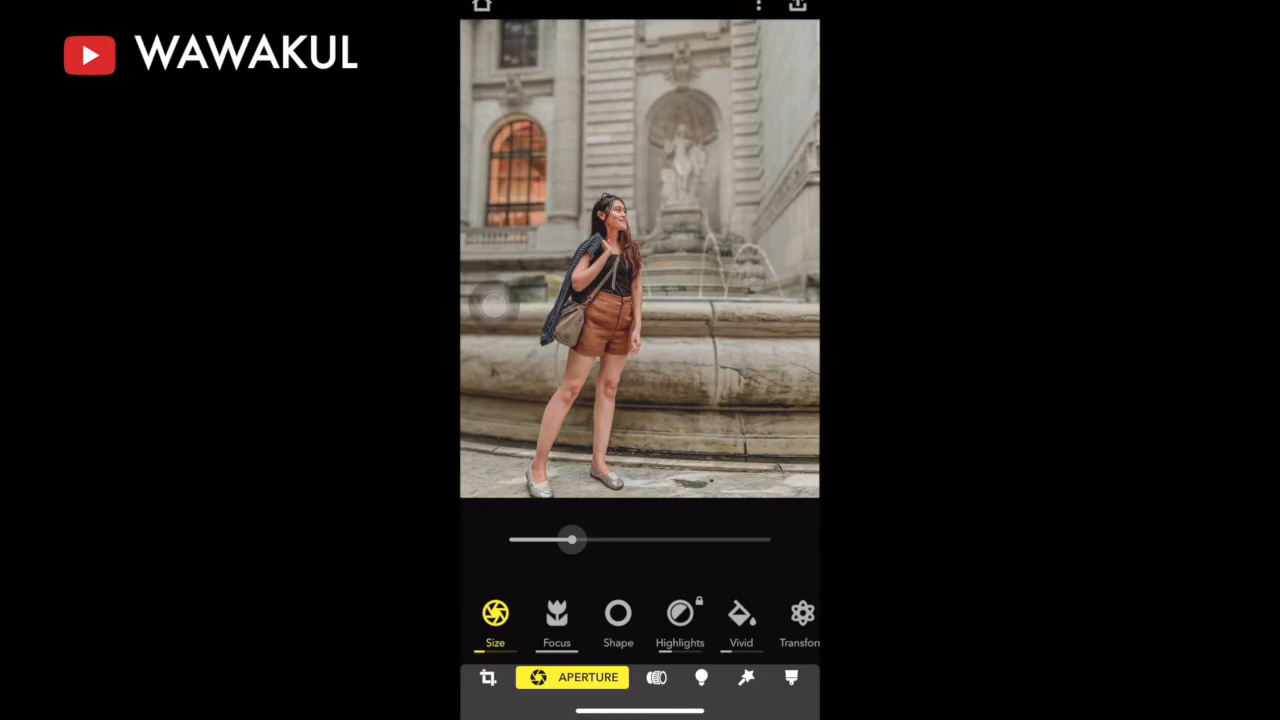 WAWAKUL
Size
Focus
Shape
Highlights
Vivid
Transforn
APERTURE